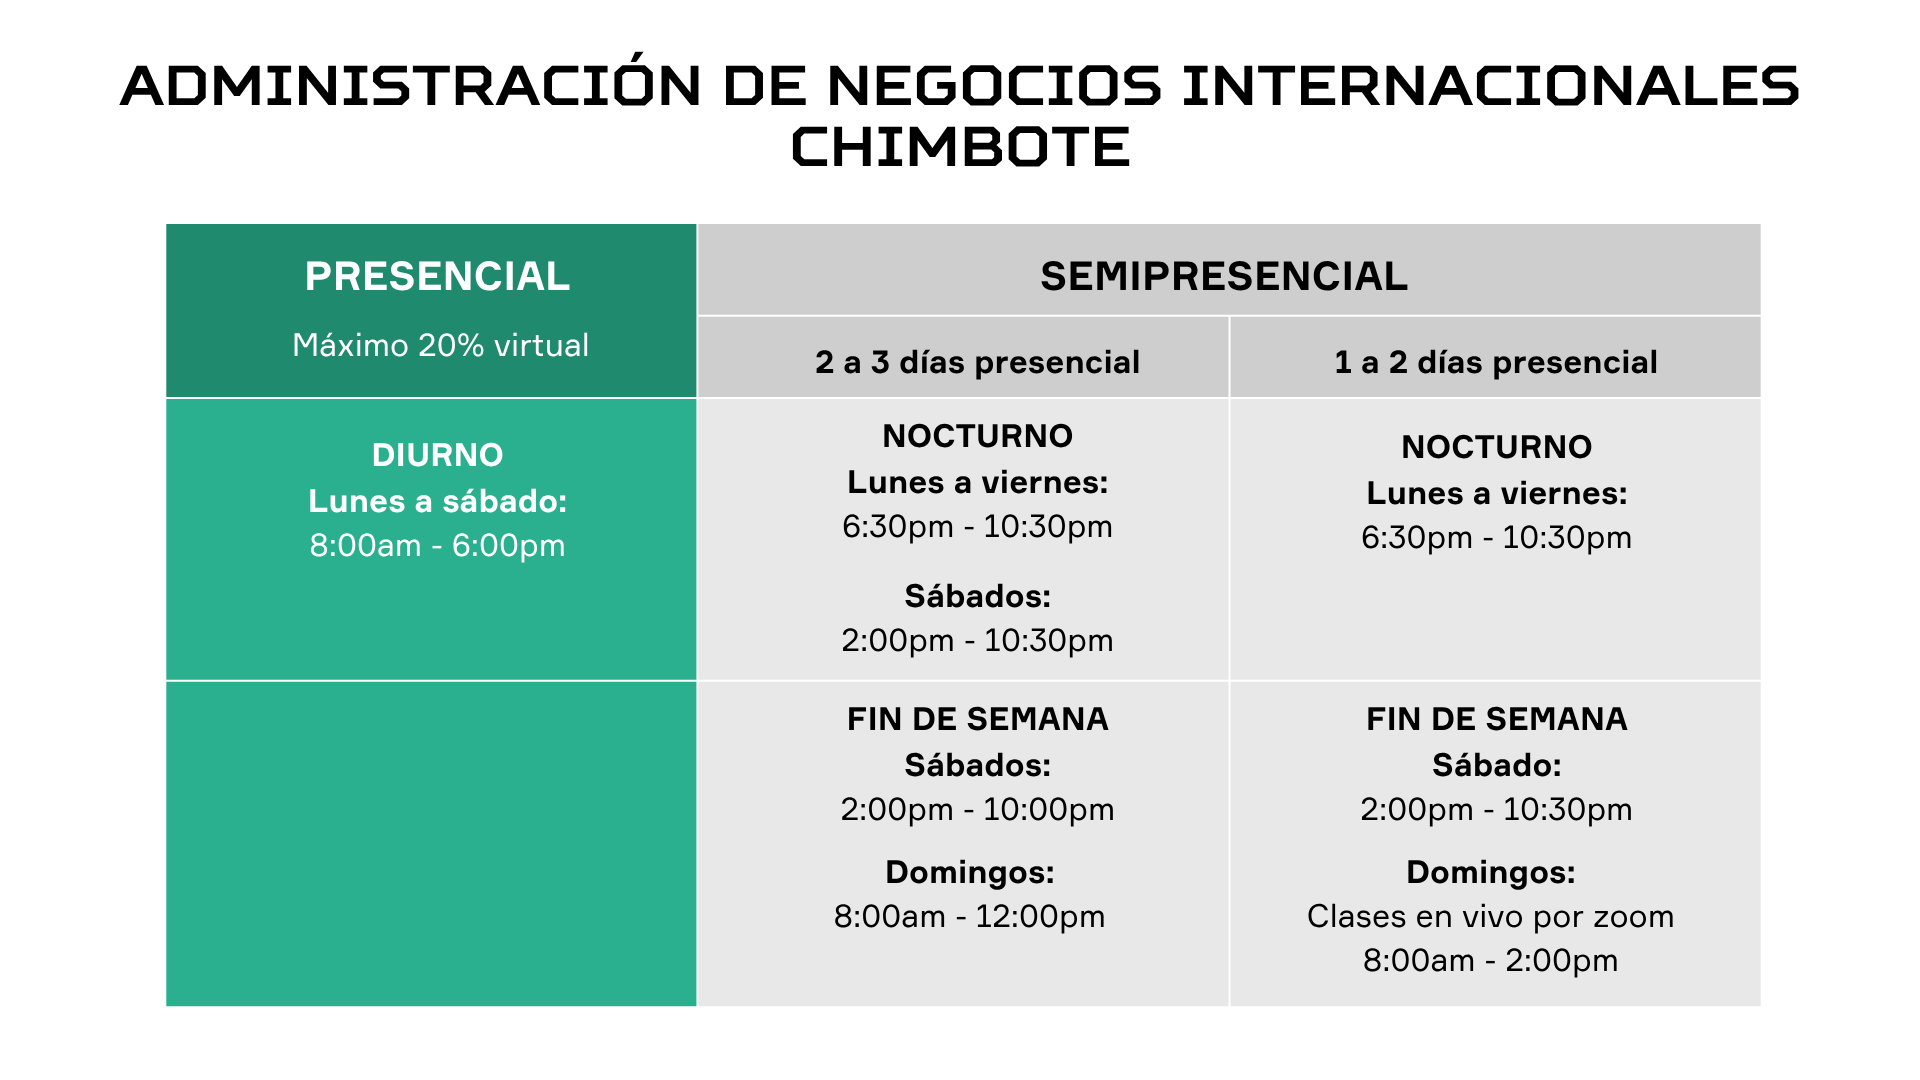 ADMINISTRACIÓN DE NEGOCIOS INTERNACIONALES
CHIMBOTE
PRESENCIAL
Máximo 20% virtual
SEMIPRESENCIAL
2 a 3 días presencial
1 a 2 días presencial
DIURNO
Lunes a sábado:
8:00am - 6:00pm
NOCTURNO
Lunes a viernes:
6:30pm - 10:30pm
Sábados:
2:00pm - 10:30pm
NOCTURNO
Lunes a viernes:
6:30pm - 10:30pm
FIN DE SEMANA
Sábados:
2:00pm - 10:00pm
Domingos:
8:00am - 12:00pm
FIN DE SEMANA
Sábado:
2:00pm - 10:30pm
Domingos:
Clases en vivo por zoom
8:00am - 2:00pm